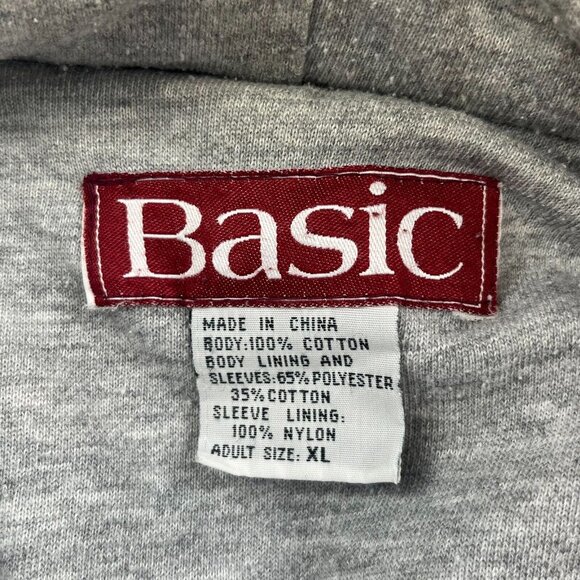 Basic
MADE IN CHINA
BODY:100% COTTON
BODY LINING AND
SLEEVES:65% POLYESTER
35% COTTON
SLEEVE LINING:
100% NYLON
ADULT SIZE: XL